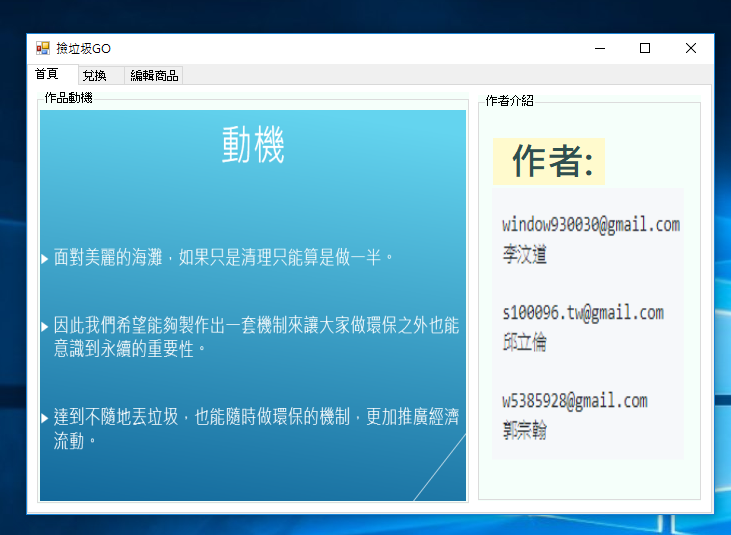 撿垃圾GO
首頁 兌換 編輯商品
作品動機
動機
面對美麗的海灘，如果只是清理只能算是做一半。
因此我們希望能夠製作出一套機制來讓大家做環保之外也能
意識到永續的重要性。
達到不隨地丟垃圾，也能隨時做環保的機制，更加推廣經濟
流動。
作者介紹
作者:
window930030@gmail.com
李汶道
s100096.tw@gmail.com
邱立倫
w5385928@gmail.com
郭宗翰